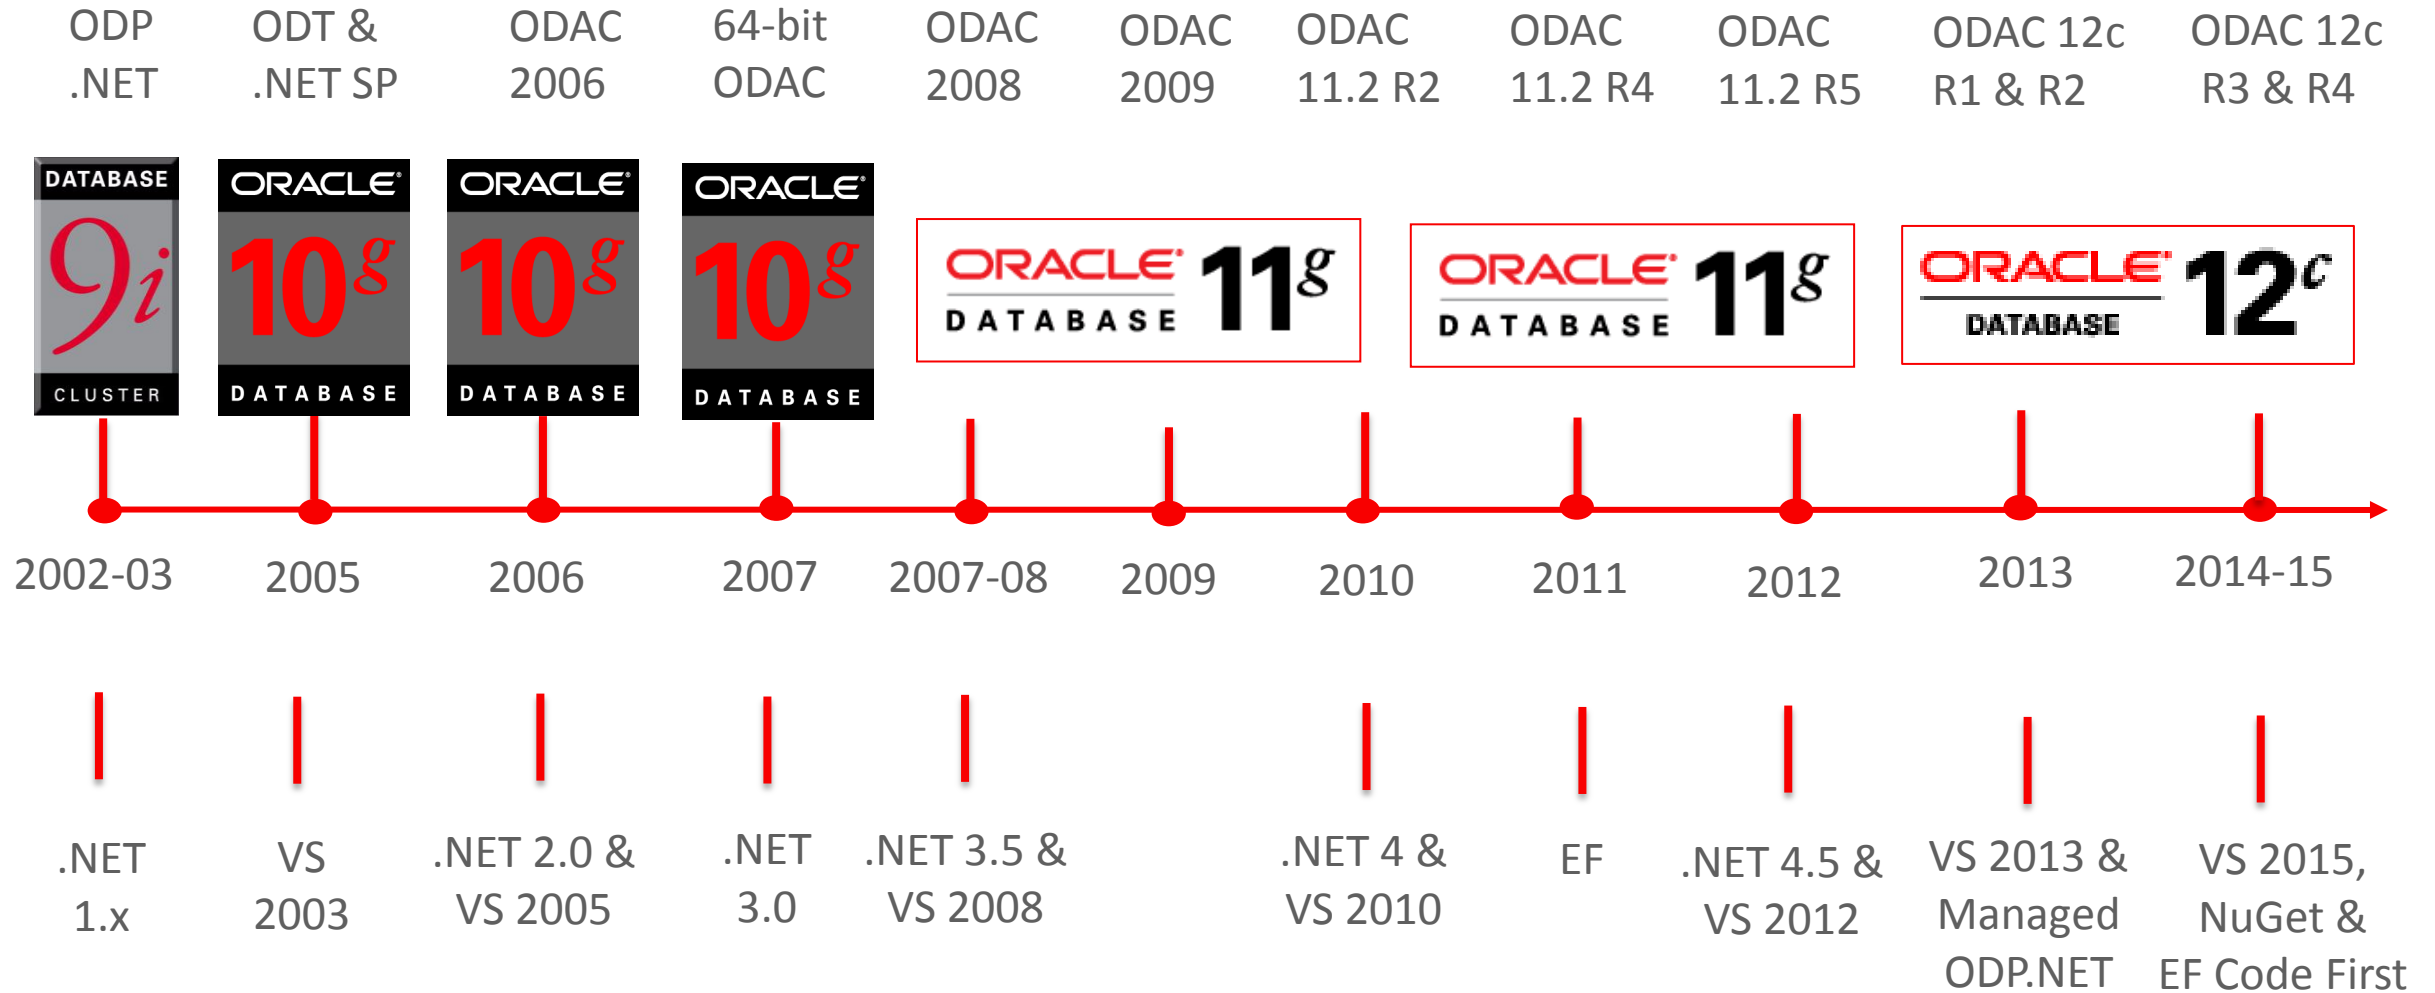 ODP
.NET
ODT &
.NET SP
ODAC
2006
64-bit
ODAC
ODAC
2008
ODAC
2009
ODAC
11.2 R2
ODAC
11.2 R4
ODAC
11.2 R5
ODAC 12c
R1 & R2
ODAC 12c
R3 & R4
DATABASE
9i
CLUSTER
ORACLE®
10g
DATABASE
ORACLE®
10g
DATABASE
ORACLE®
10g
DATABASE
ORACLE®
DATABASE
11g
ORACLE®
DATABASE
11g
ORACLE®
DATABASE
12c
2002-03
2005
2006
2007
2007-08
2009
2010
2011
2012
2013
2014-15
.NET
1.x
VS
2003
.NET 2.0 &
VS 2005
.NET
3.0
.NET 3.5 &
VS 2008
.NET 4 &
VS 2010
EF
.NET 4.5 &
VS 2012
VS 2013 &
Managed
ODP.NET
VS 2015,
NuGet &
EF Code First